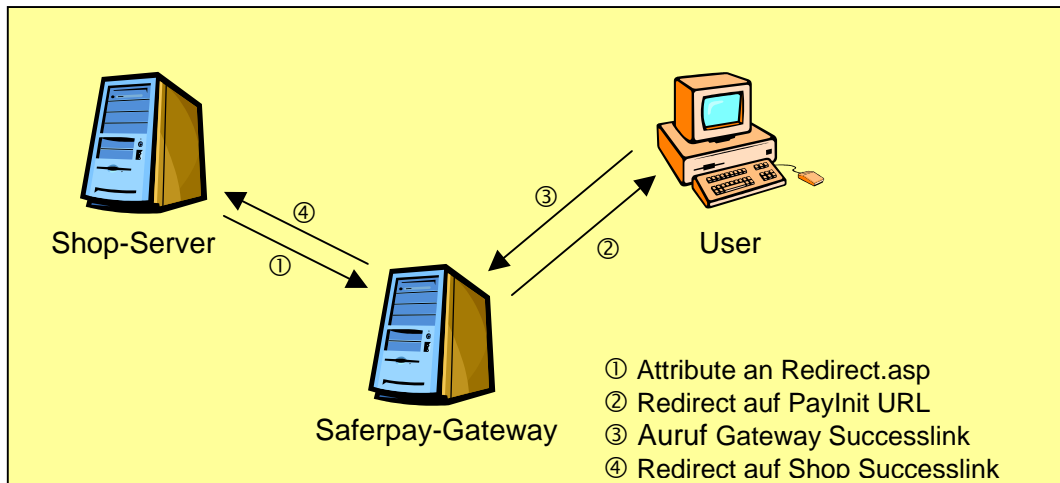 ④
③
Shop-Server
①
②
User
Saferpay-Gateway
① Attribute an Redirect.asp
② Redirect auf PayInit URL
③ Auruf Gateway Successlink
④ Redirect auf Shop Successlink